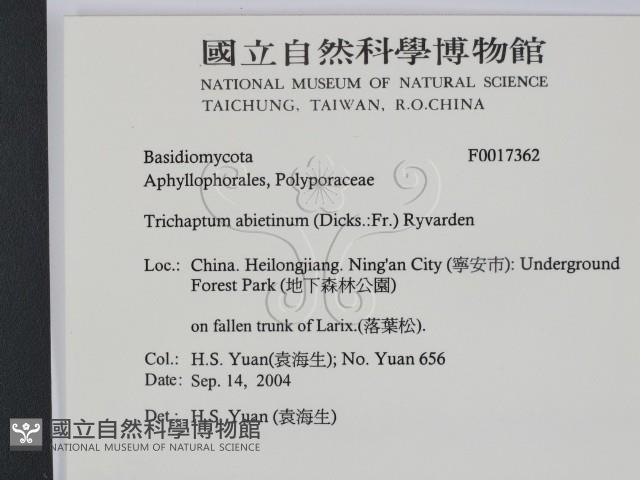 國立自然科學博物館
NATIONAL MUSEUM OF NATURAL SCIENCE
TAICHUNG, TAIWAN, R.O.CHINA
Basidiomycota F0017362
Aphyllophorales, Polyporaceae
Trichaptum abietinum (Dicks.:Fr.) Ryvarden
Loc.: China. Heilongjiang. Ning'an City (寧安市): Underground
Forest Park (地下森林公園)
on fallen trunk of Larix.(落葉松).
Col.: H.S. Yuan(袁海生); No. Yuan 656
Date: Sep. 14, 2004
Det.: H.S. Yuan (袁海生)
國立自然科學博物館
NATIONAL MUSEUM OF NATURAL SCIENCE